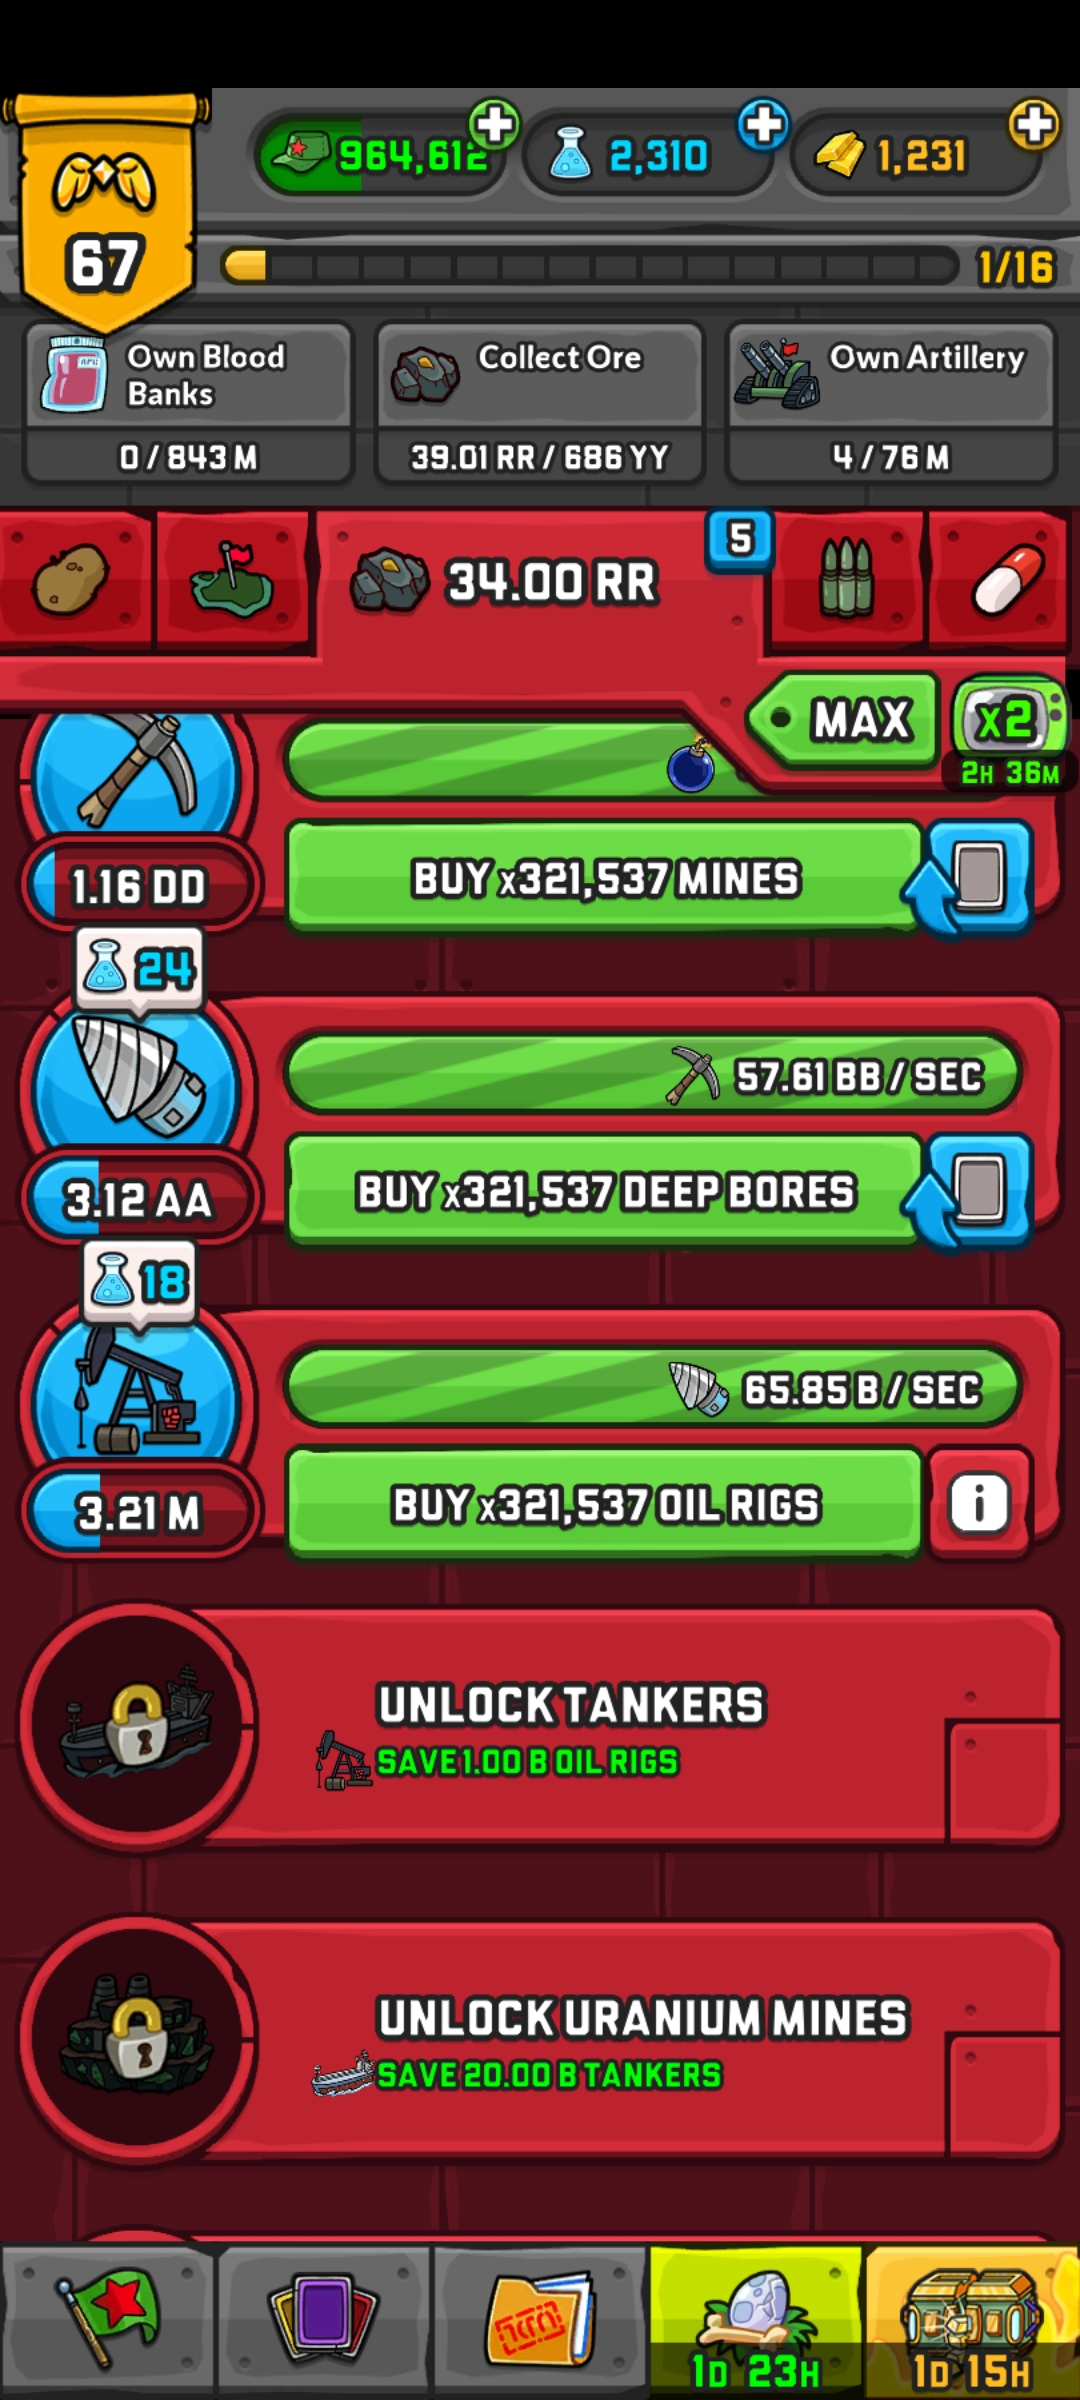 964,612
2,310
1,231
67
1/16
Own Blood
Banks
Collect Ore
Own Artillery
0 / 843 M
39.01 RR / 686 YY
4 / 76 M
34.00 RR
5
MAX
x2
2H 36M
1.16 DD
BUY x321,537 MINES
24
57.61 BB / SEC
3.12 AA
BUY x321,537 DEEP BORES
18
65.85 B / SEC
3.21 M
BUY x321,537 OIL RIGS
i
UNLOCK TANKERS
SAVE 1.00 B OIL RIGS
UNLOCK URANIUM MINES
SAVE 20.00 B TANKERS
1D 23H
1D 15H